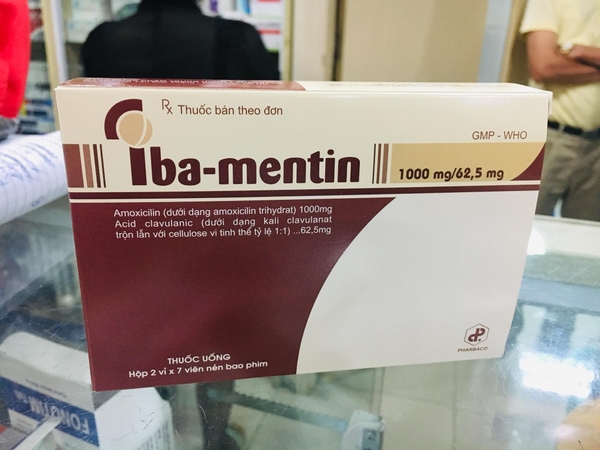 Rx Thuốc bán theo đơn
GMP - WHO
Iba-mentin
1000 mg/62,5 mg
Amoxicilin (dưới dạng amoxicilin trihydrat) 1000mg
Acid clavulanic (dưới dạng kali clavulanat
trộn lẫn với cellulose vi tinh thể tỷ lệ 1:1) ...62,5mg
THUỐC UỐNG
Hộp 2 vỉ x 7 viên nén bao phim
PHARBACO